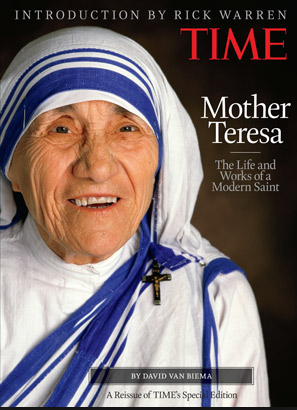 INTRODUCTION BY RICK WARREN
TIME
Mother
Teresa
The Life and
Works of a
Modern Saint
BY DAVID VAN BIEMA
A Reissue of TIME's Special Edition